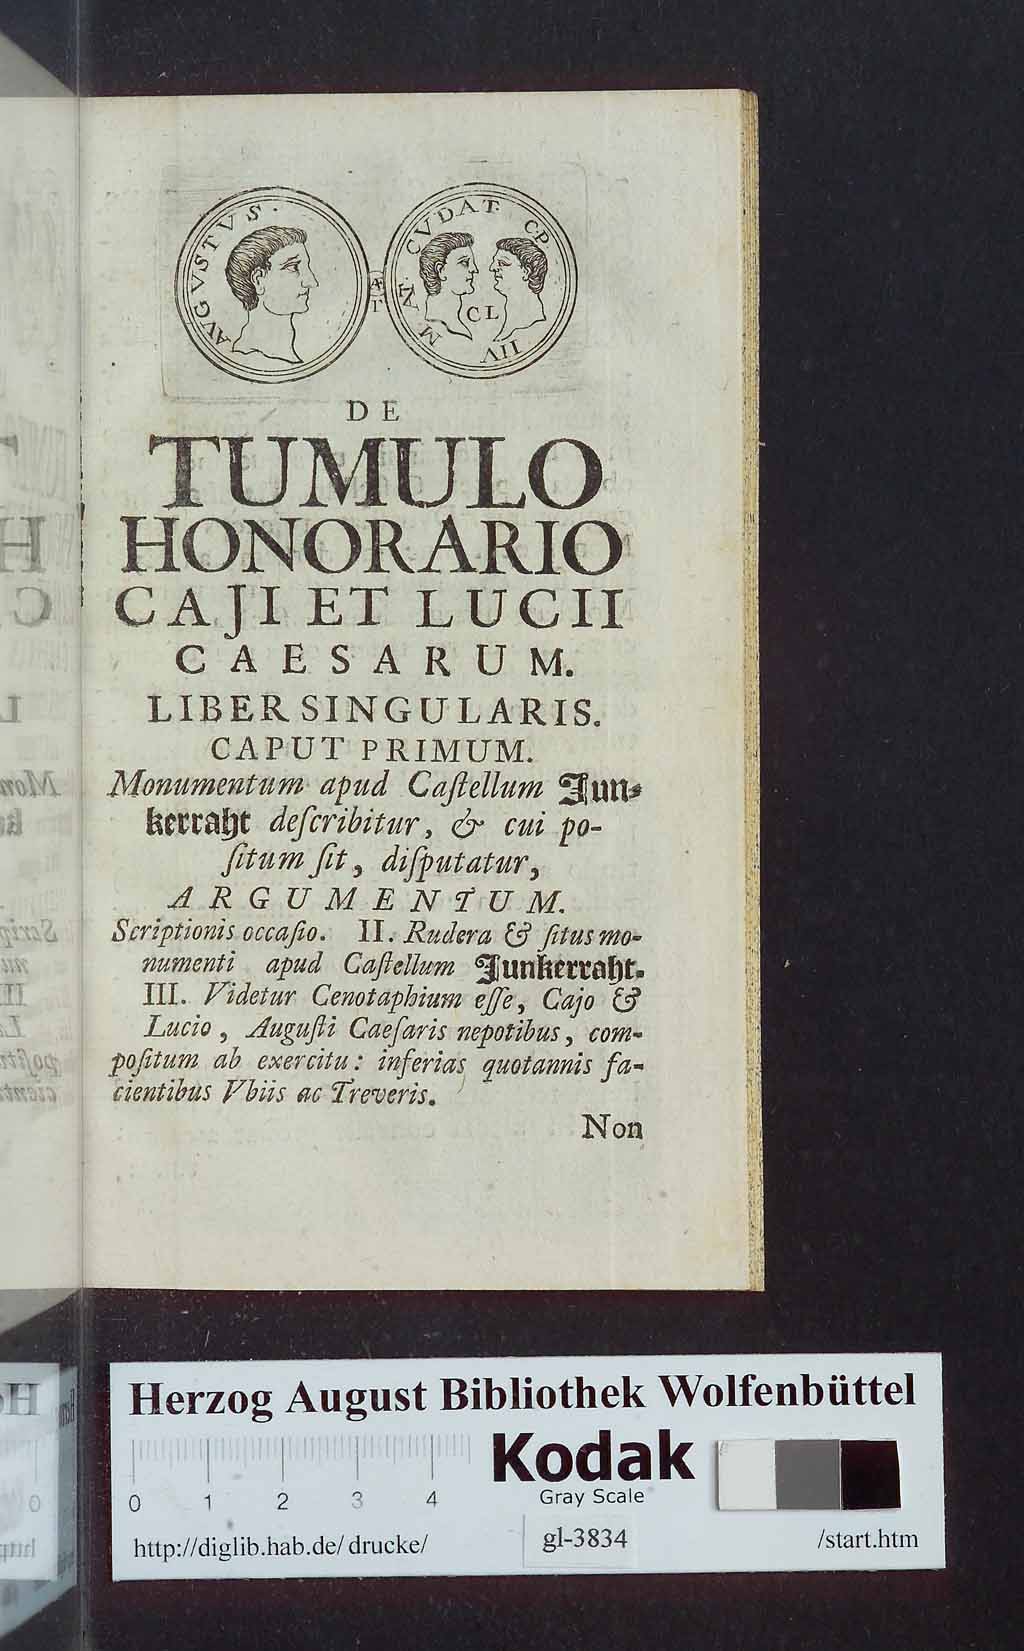 AVGVSTVS.
MAT. CVDAT. CP.
CL
VII
DE
TUMULO
HONORARIO
CAJI ET LUCII
CAESARUM.
LIBER SINGULARIS.
CAPUT PRIMUM.
Monumentum apud Caſtellum Jun⸗
kerraht deſcribitur, & cui po-
ſitum ſit, diſputatur,
ARGUMENTUM.
Scriptionis occaſio. II. Rudera & ſitus mo-
numenti apud Caſtellum Junkerraht.
III. Videtur Cenotaphium eſſe, Cajo &
Lucio, Auguſti Caeſaris nepotibus, com-
poſitum ab exercitu: inferias quotannis fa-
cientibus Vbiis ac Treveris.
Non
Herzog August Bibliothek Wolfenbüttel
0 1 2 3 4
Kodak
Gray Scale
http://diglib.hab.de/drucke/
gl-3834
/start.htm